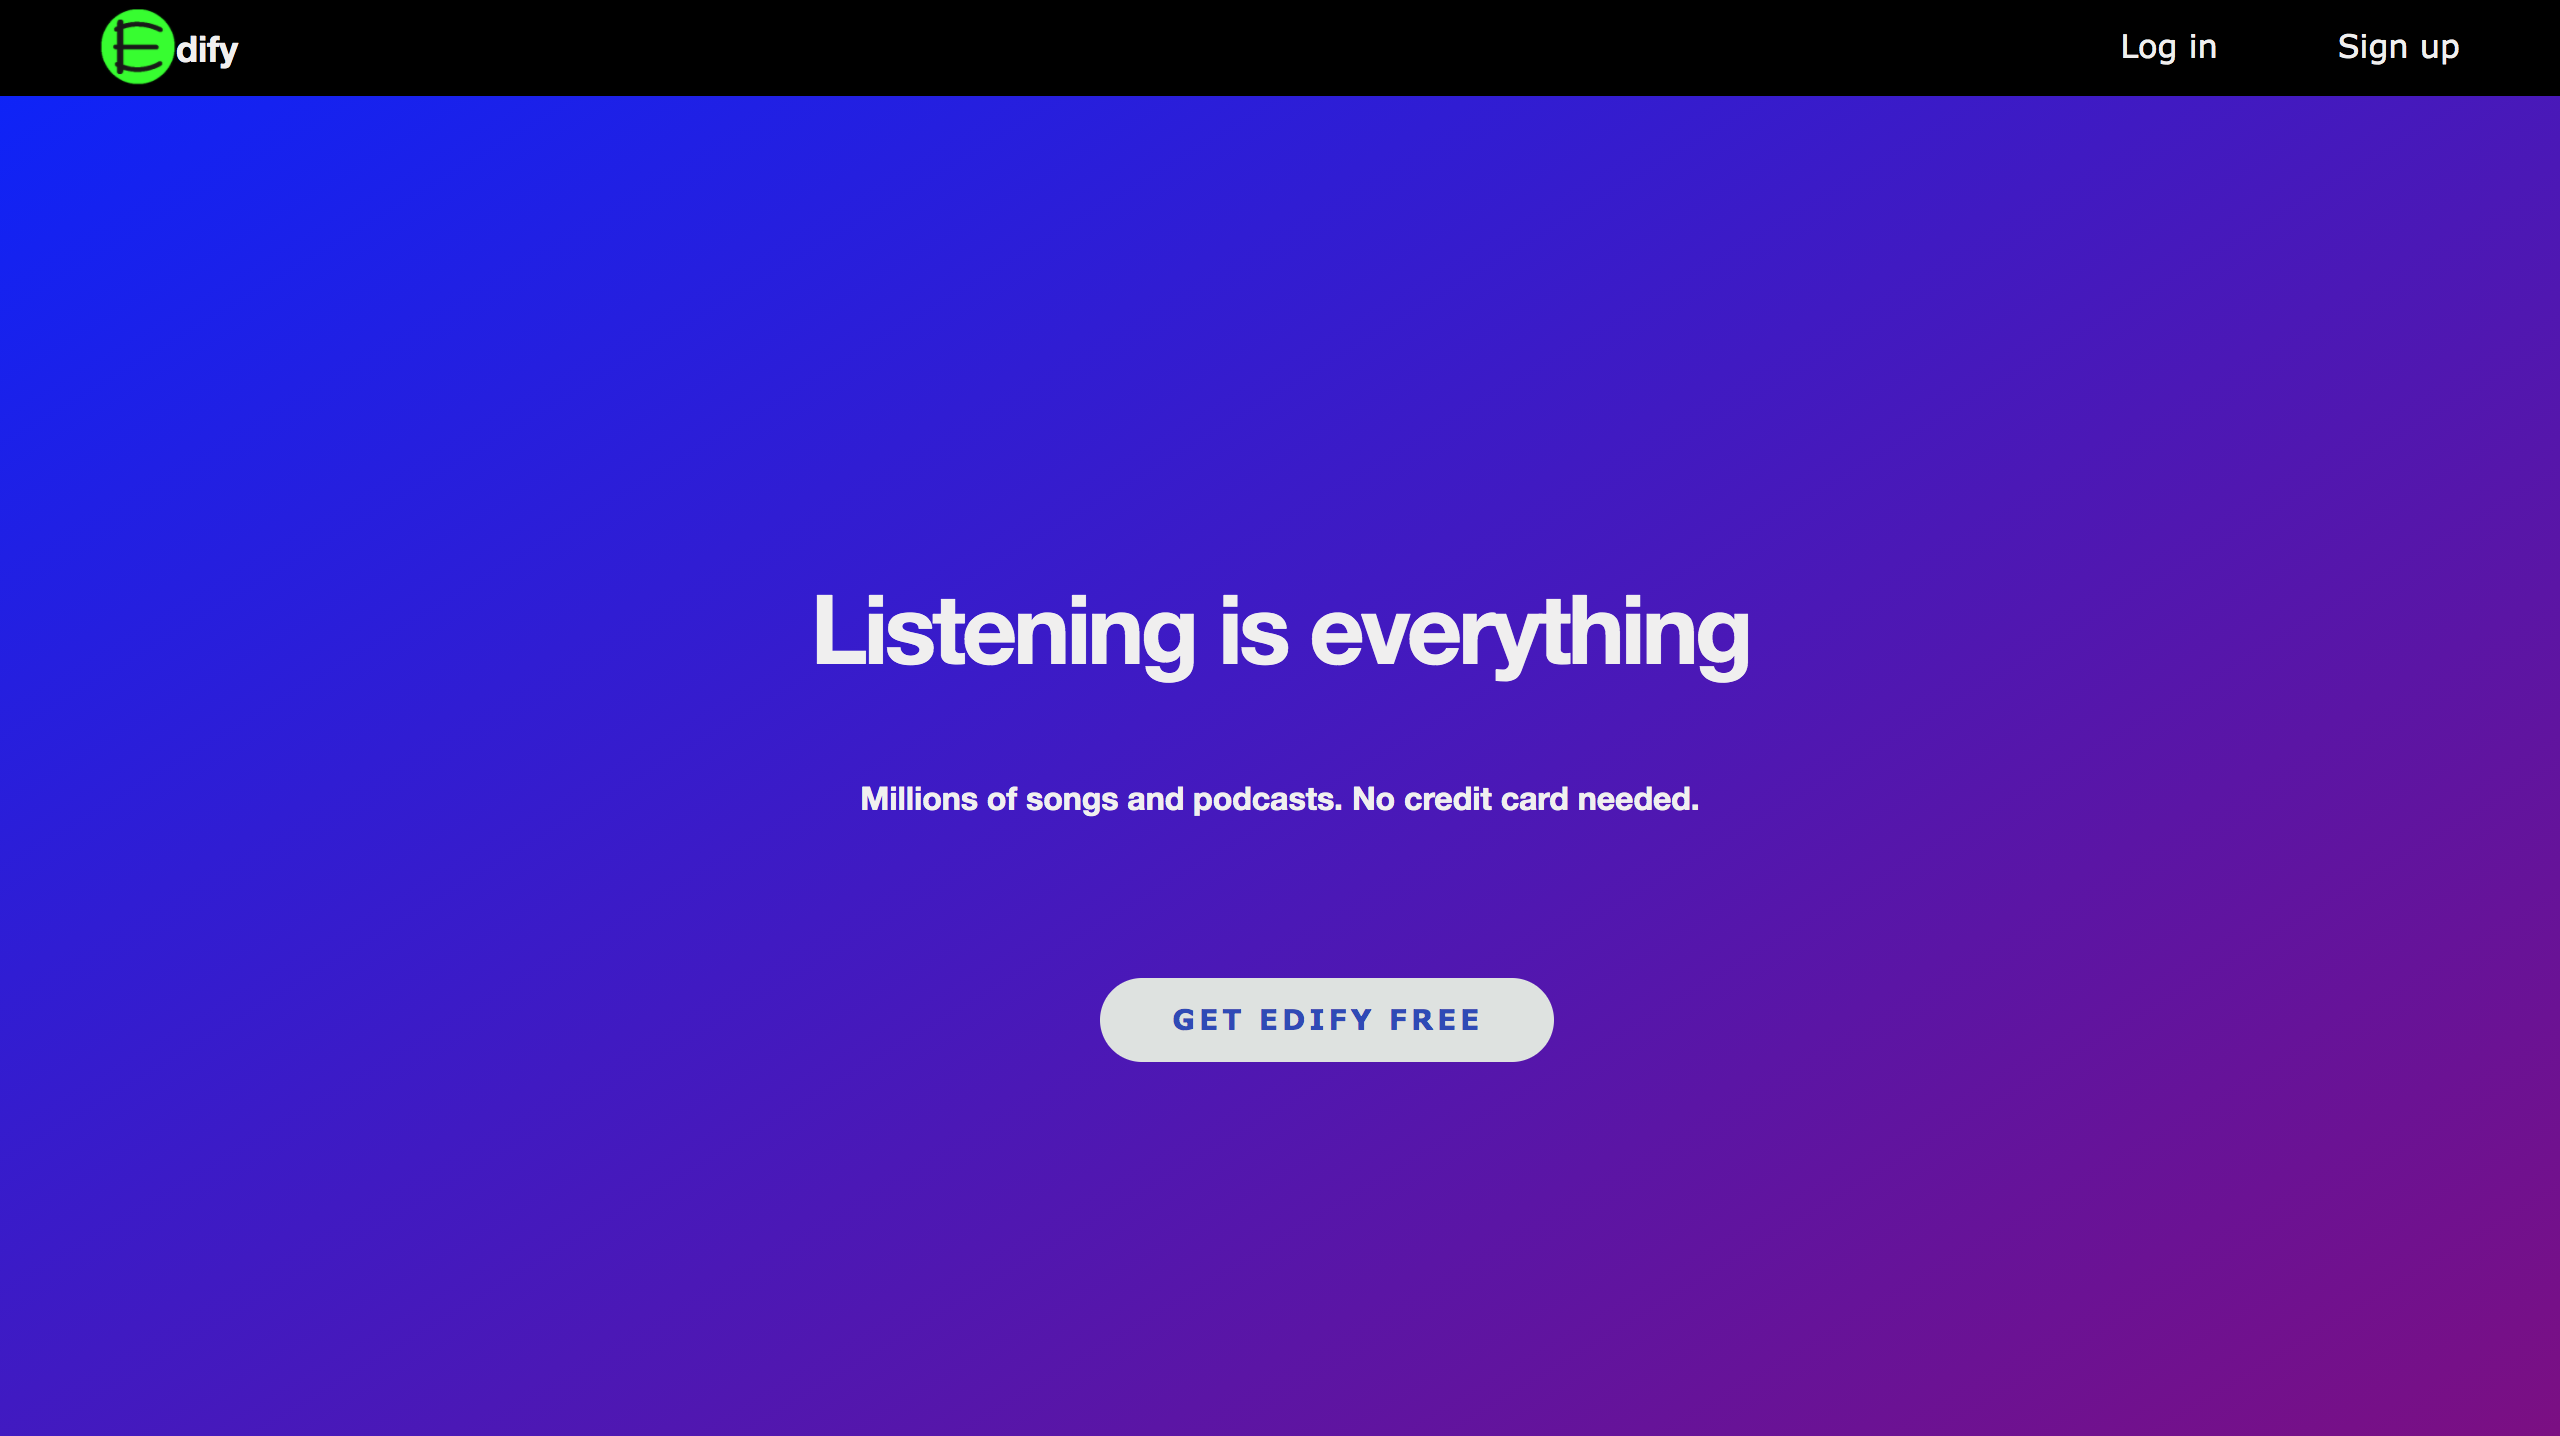 Edify
Log in
Sign up
Listening is everything
Millions of songs and podcasts. No credit card needed.
GET EDIFY FREE